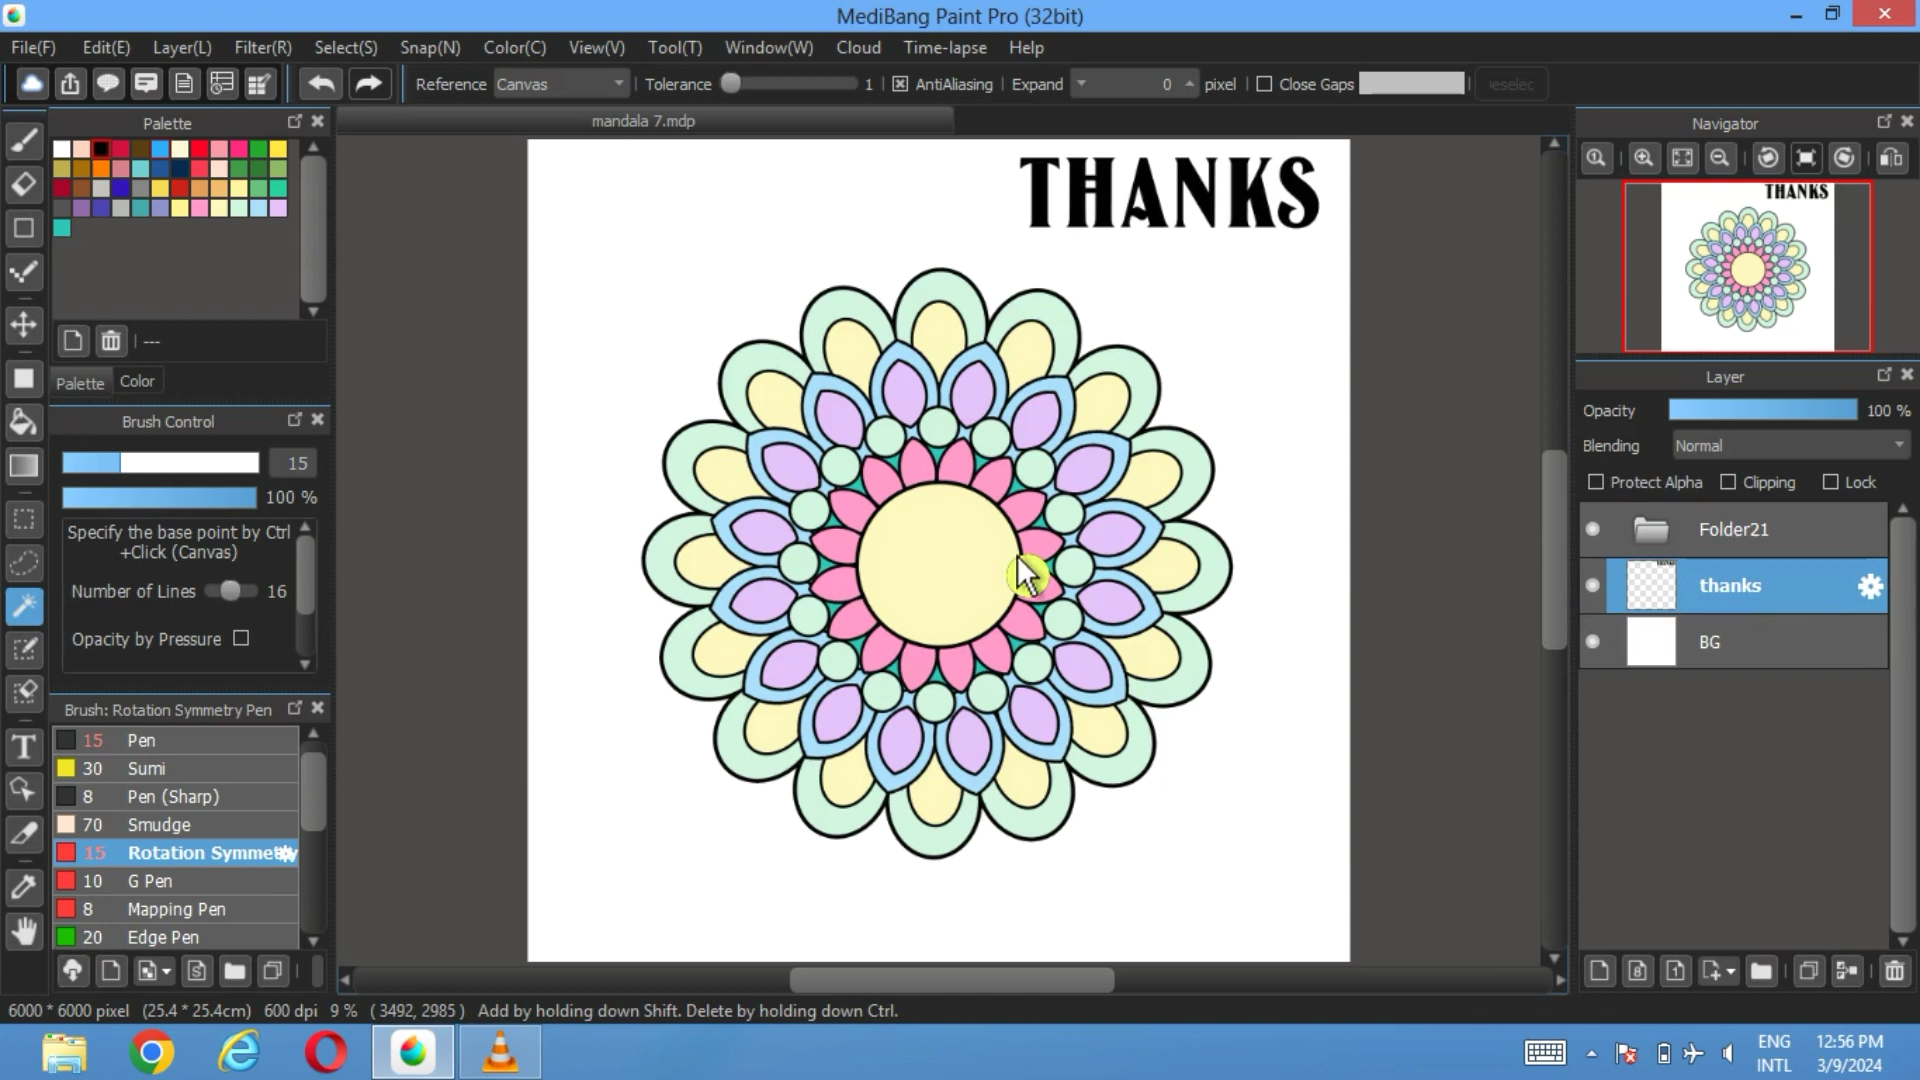 MediBang Paint Pro (32bit)
File(F) Edit(E) Layer(L) Filter(R) Select(S) Snap(N) Color(C) View(V) Tool(T) Window(W) Cloud Time-lapse Help
Reference Canvas Tolerance 1 AntiAliasing Expand 0 pixel Close Gaps eselec
Palette
mandala 7.mdp
Navigator
THANKS
THANKS
---
Palette Color
Layer
Opacity 100 %
Blending Normal
Protect Alpha Clipping Lock
Folder21
thanks
BG
Brush Control
15
100 %
Specify the base point by Ctrl
+Click (Canvas)
Number of Lines 16
Opacity by Pressure
Brush: Rotation Symmetry Pen
15 Pen
30 Sumi
8 Pen (Sharp)
70 Smudge
15 Rotation Symmetry
10 G Pen
8 Mapping Pen
20 Edge Pen
6000 * 6000 pixel (25.4 * 25.4cm) 600 dpi 9 % ( 3492, 2985 ) Add by holding down Shift. Delete by holding down Ctrl.
ENG
INTL
12:56 PM
3/9/2024